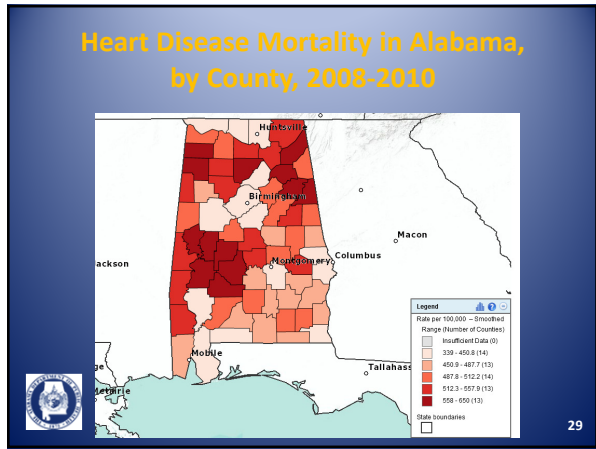 Heart Disease Mortality in Alabama,
by County, 2008-2010
Huntsville
Birmingham
Macon
Columbus
Montgomery
ackson
Mobile
Tallahass
ge
Metairie
Legend
Rate per 100,000 – Smoothed
Range (Number of Counties)
Insufficient Data (0)
339 - 450.8 (14)
450.9 - 487.7 (13)
487.8 - 512.2 (14)
512.3 - 557.9 (13)
558 - 650 (13)
State boundaries
29